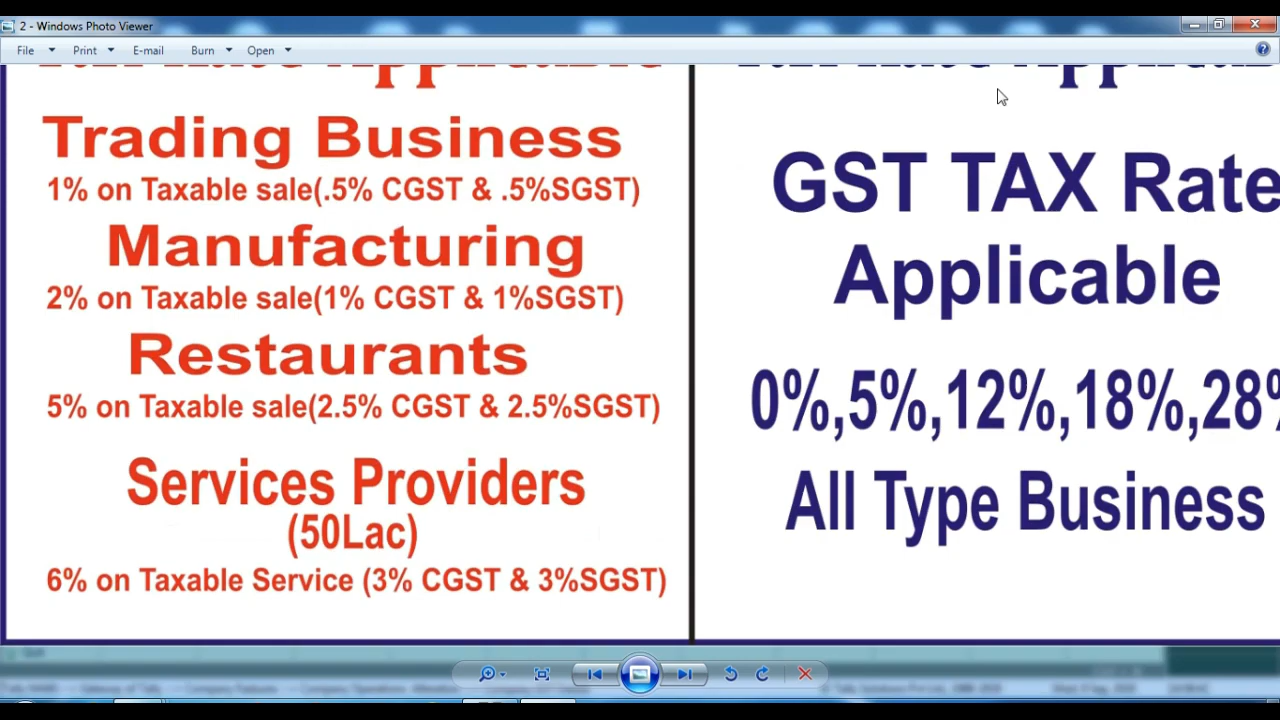 2 - Windows Photo Viewer
File Print E-mail Burn Open
Trading Business
1% on Taxable sale(.5% CGST & .5%SGST)
Manufacturing
2% on Taxable sale(1% CGST & 1%SGST)
Restaurants
5% on Taxable sale(2.5% CGST & 2.5%SGST)
Services Providers
(50Lac)
6% on Taxable Service (3% CGST & 3%SGST)
GST TAX Rate
Applicable
0%,5%,12%,18%,28%
All Type Business